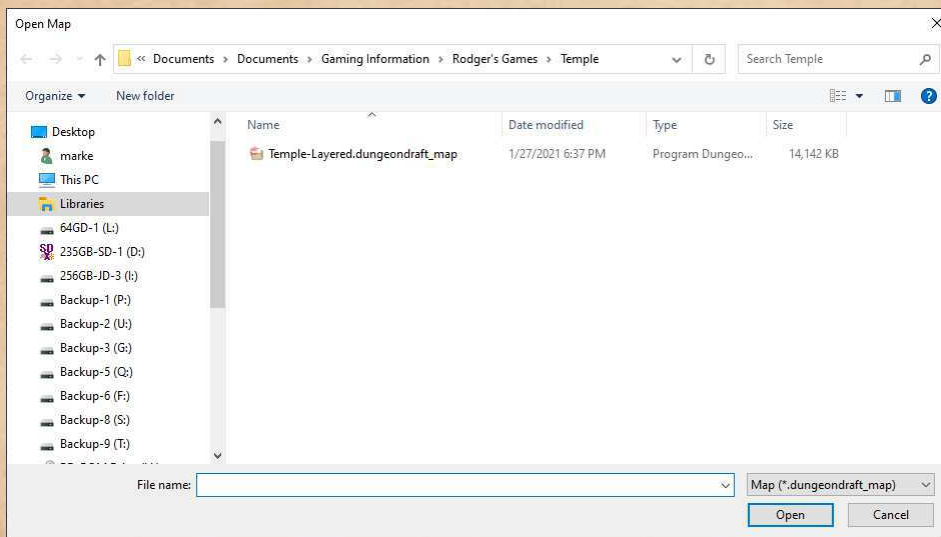 Open Map
« Documents > Documents > Gaming Information > Rodger's Games > Temple
Search Temple
Organize
New folder
Name
Date modified
Type
Size
Temple-Layered.dungeondraft_map
1/27/2021 6:37 PM
Program Dungeo...
14,142 KB
Desktop
marke
This PC
Libraries
64GD-1 (L:)
235GB-SD-1 (D:)
256GB-JD-3 (I:)
Backup-1 (P:)
Backup-2 (U:)
Backup-3 (G:)
Backup-5 (Q:)
Backup-6 (F:)
Backup-8 (S:)
Backup-9 (T:)
File name:
Map (*.dungeondraft_map)
Open
Cancel